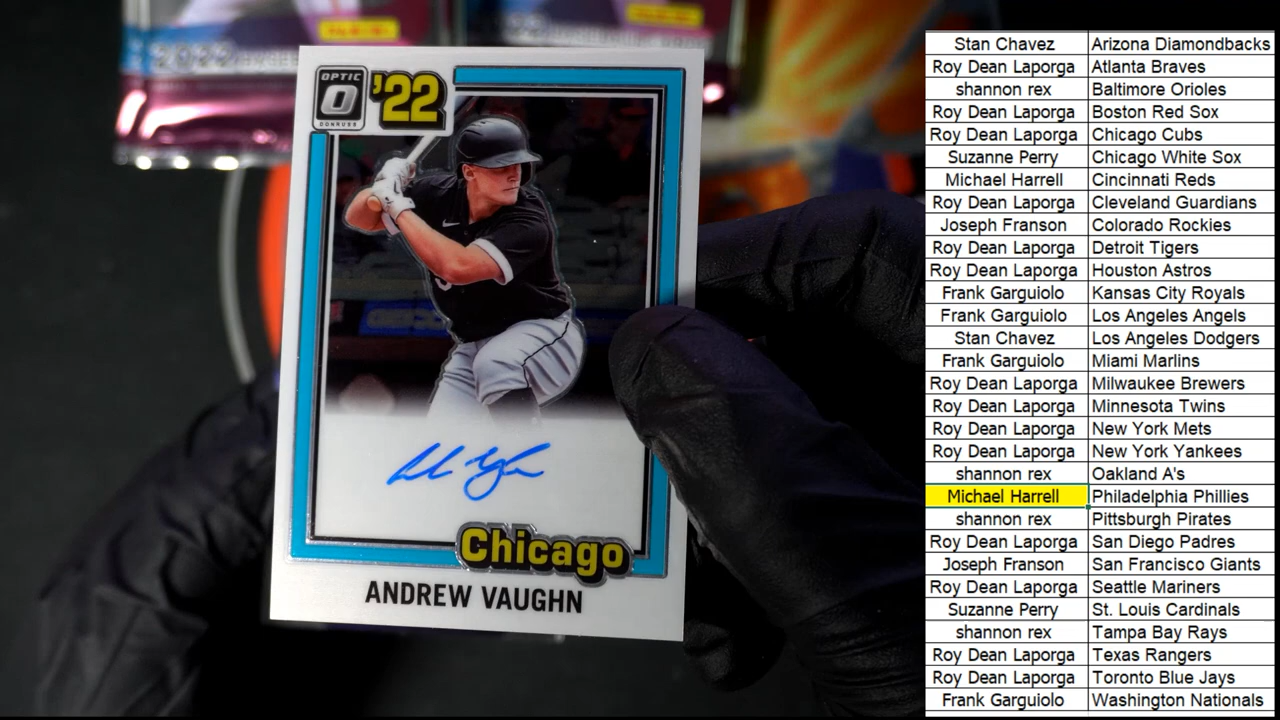 PANINI
2022
OPTIC
O
DONRUSS
'22
Chicago
ANDREW VAUGHN
Stan Chavez Arizona Diamondbacks
Roy Dean Laporga Atlanta Braves
shannon rex Baltimore Orioles
Roy Dean Laporga Boston Red Sox
Roy Dean Laporga Chicago Cubs
Suzanne Perry Chicago White Sox
Michael Harrell Cincinnati Reds
Roy Dean Laporga Cleveland Guardians
Joseph Franson Colorado Rockies
Roy Dean Laporga Detroit Tigers
Roy Dean Laporga Houston Astros
Frank Garguiolo Kansas City Royals
Frank Garguiolo Los Angeles Angels
Stan Chavez Los Angeles Dodgers
Frank Garguiolo Miami Marlins
Roy Dean Laporga Milwaukee Brewers
Roy Dean Laporga Minnesota Twins
Roy Dean Laporga New York Mets
Roy Dean Laporga New York Yankees
shannon rex Oakland A's
Michael Harrell Philadelphia Phillies
shannon rex Pittsburgh Pirates
Roy Dean Laporga San Diego Padres
Joseph Franson San Francisco Giants
Roy Dean Laporga Seattle Mariners
Suzanne Perry St. Louis Cardinals
shannon rex Tampa Bay Rays
Roy Dean Laporga Texas Rangers
Roy Dean Laporga Toronto Blue Jays
Frank Garguiolo Washington Nationals